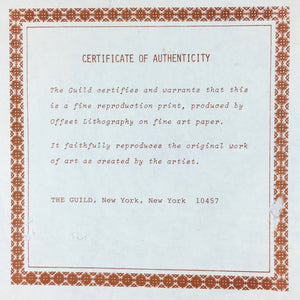 CERTIFICATE OF AUTHENTICITY
The Guild certifies and warrants that this
is a fine reproduction print, produced by
Offset Lithography on fine art paper.
It faithfully reproduces the original work
of art as created by the artist.
THE GUILD, New York, New York 10457